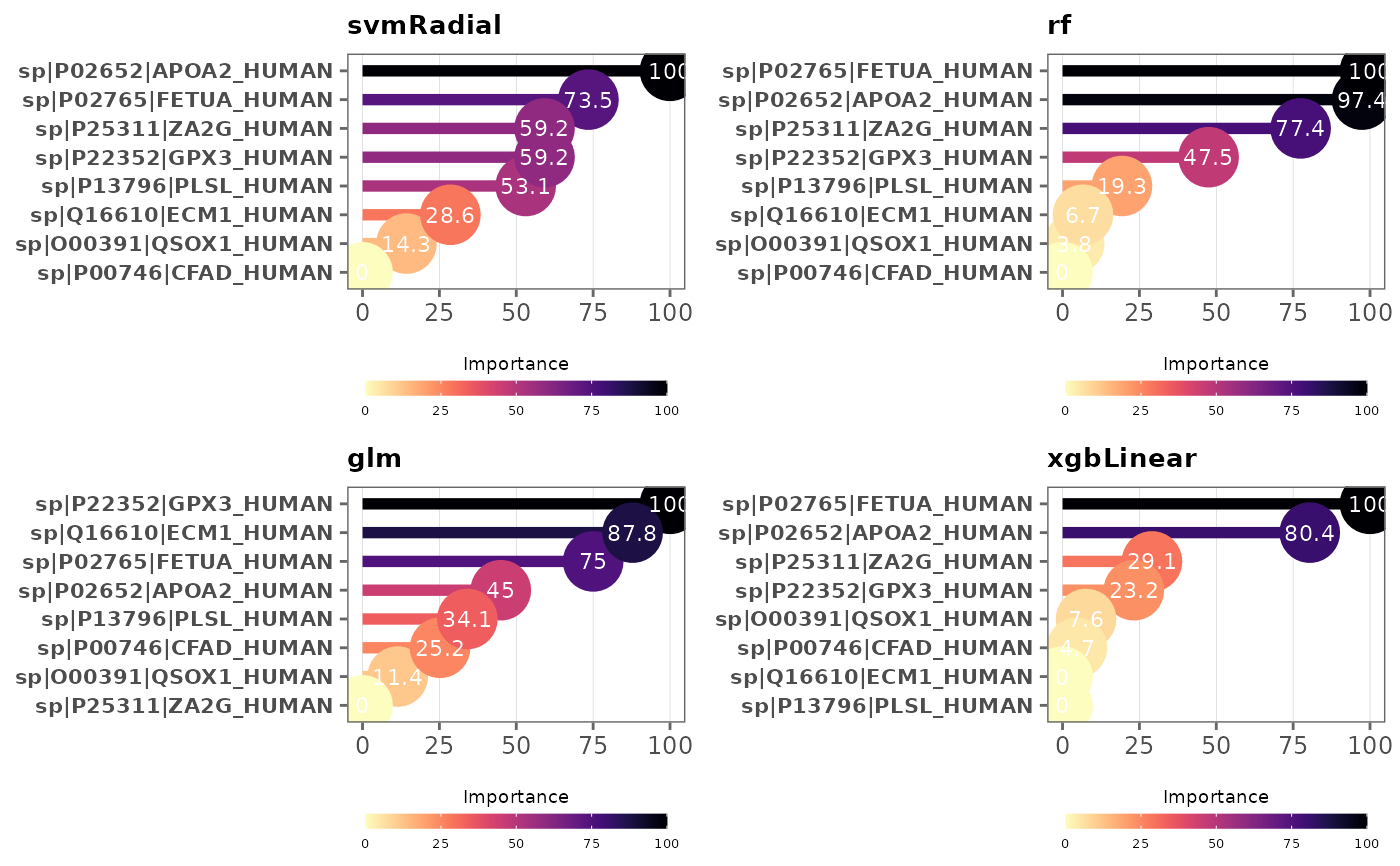 svmRadial
sp|P02652|APOA2_HUMAN 100
sp|P02765|FETUA_HUMAN 73.5
sp|P25311|ZA2G_HUMAN 59.2
sp|P22352|GPX3_HUMAN 59.2
sp|P13796|PLSL_HUMAN 53.1
sp|Q16610|ECM1_HUMAN 28.6
sp|O00391|QSOX1_HUMAN 14.3
sp|P00746|CFAD_HUMAN 0
0 25 50 75 100
Importance
0 25 50 75 100
rf
sp|P02765|FETUA_HUMAN 100
sp|P02652|APOA2_HUMAN 97.4
sp|P25311|ZA2G_HUMAN 77.4
sp|P22352|GPX3_HUMAN 47.5
sp|P13796|PLSL_HUMAN 19.3
sp|Q16610|ECM1_HUMAN 6.7
sp|O00391|QSOX1_HUMAN 3.8
sp|P00746|CFAD_HUMAN 0
0 25 50 75 100
Importance
0 25 50 75 100
glm
sp|P22352|GPX3_HUMAN 100
sp|Q16610|ECM1_HUMAN 87.8
sp|P02765|FETUA_HUMAN 75
sp|P02652|APOA2_HUMAN 45
sp|P13796|PLSL_HUMAN 34.1
sp|P00746|CFAD_HUMAN 25.2
sp|O00391|QSOX1_HUMAN 11.4
sp|P25311|ZA2G_HUMAN 0
0 25 50 75 100
Importance
0 25 50 75 100
xgbLinear
sp|P02765|FETUA_HUMAN 100
sp|P02652|APOA2_HUMAN 80.4
sp|P25311|ZA2G_HUMAN 29.1
sp|P22352|GPX3_HUMAN 23.2
sp|O00391|QSOX1_HUMAN 7.6
sp|P00746|CFAD_HUMAN 4.7
sp|Q16610|ECM1_HUMAN 0
sp|P13796|PLSL_HUMAN 0
0 25 50 75 100
Importance
0 25 50 75 100